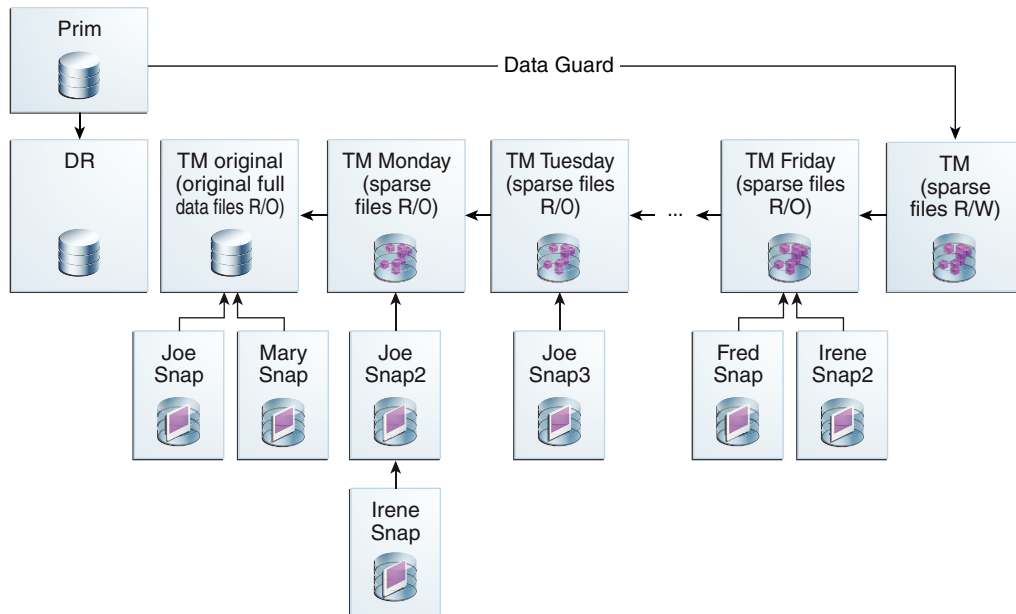 Prim
Data Guard
DR
TM original
(original full
data files R/O)
TM Monday
(sparse
files R/O)
TM Tuesday
(sparse files
R/O)
...
TM Friday
(sparse files
R/O)
TM
(sparse
files R/W)
Joe
Snap
Mary
Snap
Joe
Snap2
Joe
Snap3
Fred
Snap
Irene
Snap2
Irene
Snap